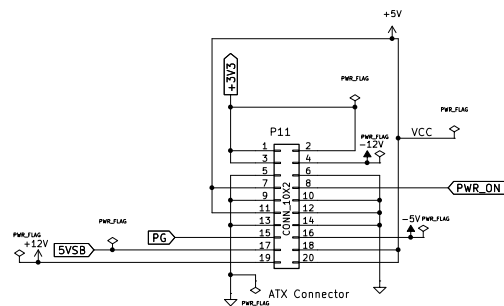 +5V
+3V3
PWR_FLAG
PWR_FLAG
P11
PWR_FLAG
-12V
VCC
1 2
3 4
5 6
7 8
9 10
11 12
13 14
15 16
17 18
19 20
CONN_10X2
PWR_ON
-5V PWR_FLAG
PG
PWR_FLAG
5VSB
PWR_FLAG
+12V
PWR_FLAG
ATX Connector